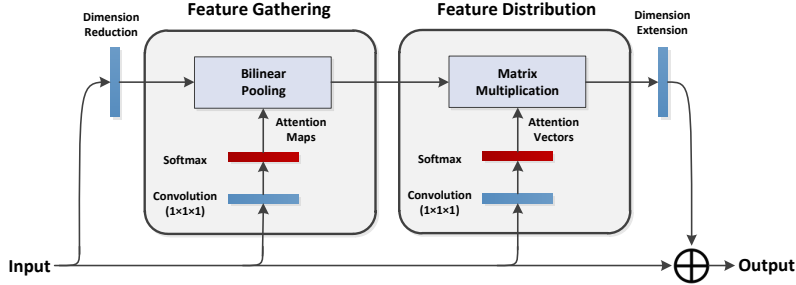 Feature Gathering
Feature Distribution
Dimension
Reduction
Dimension
Extension
Bilinear
Pooling
Matrix
Multiplication
Attention
Maps
Attention
Vectors
Softmax
Softmax
Convolution
(1×1×1)
Convolution
(1×1×1)
Input
Output